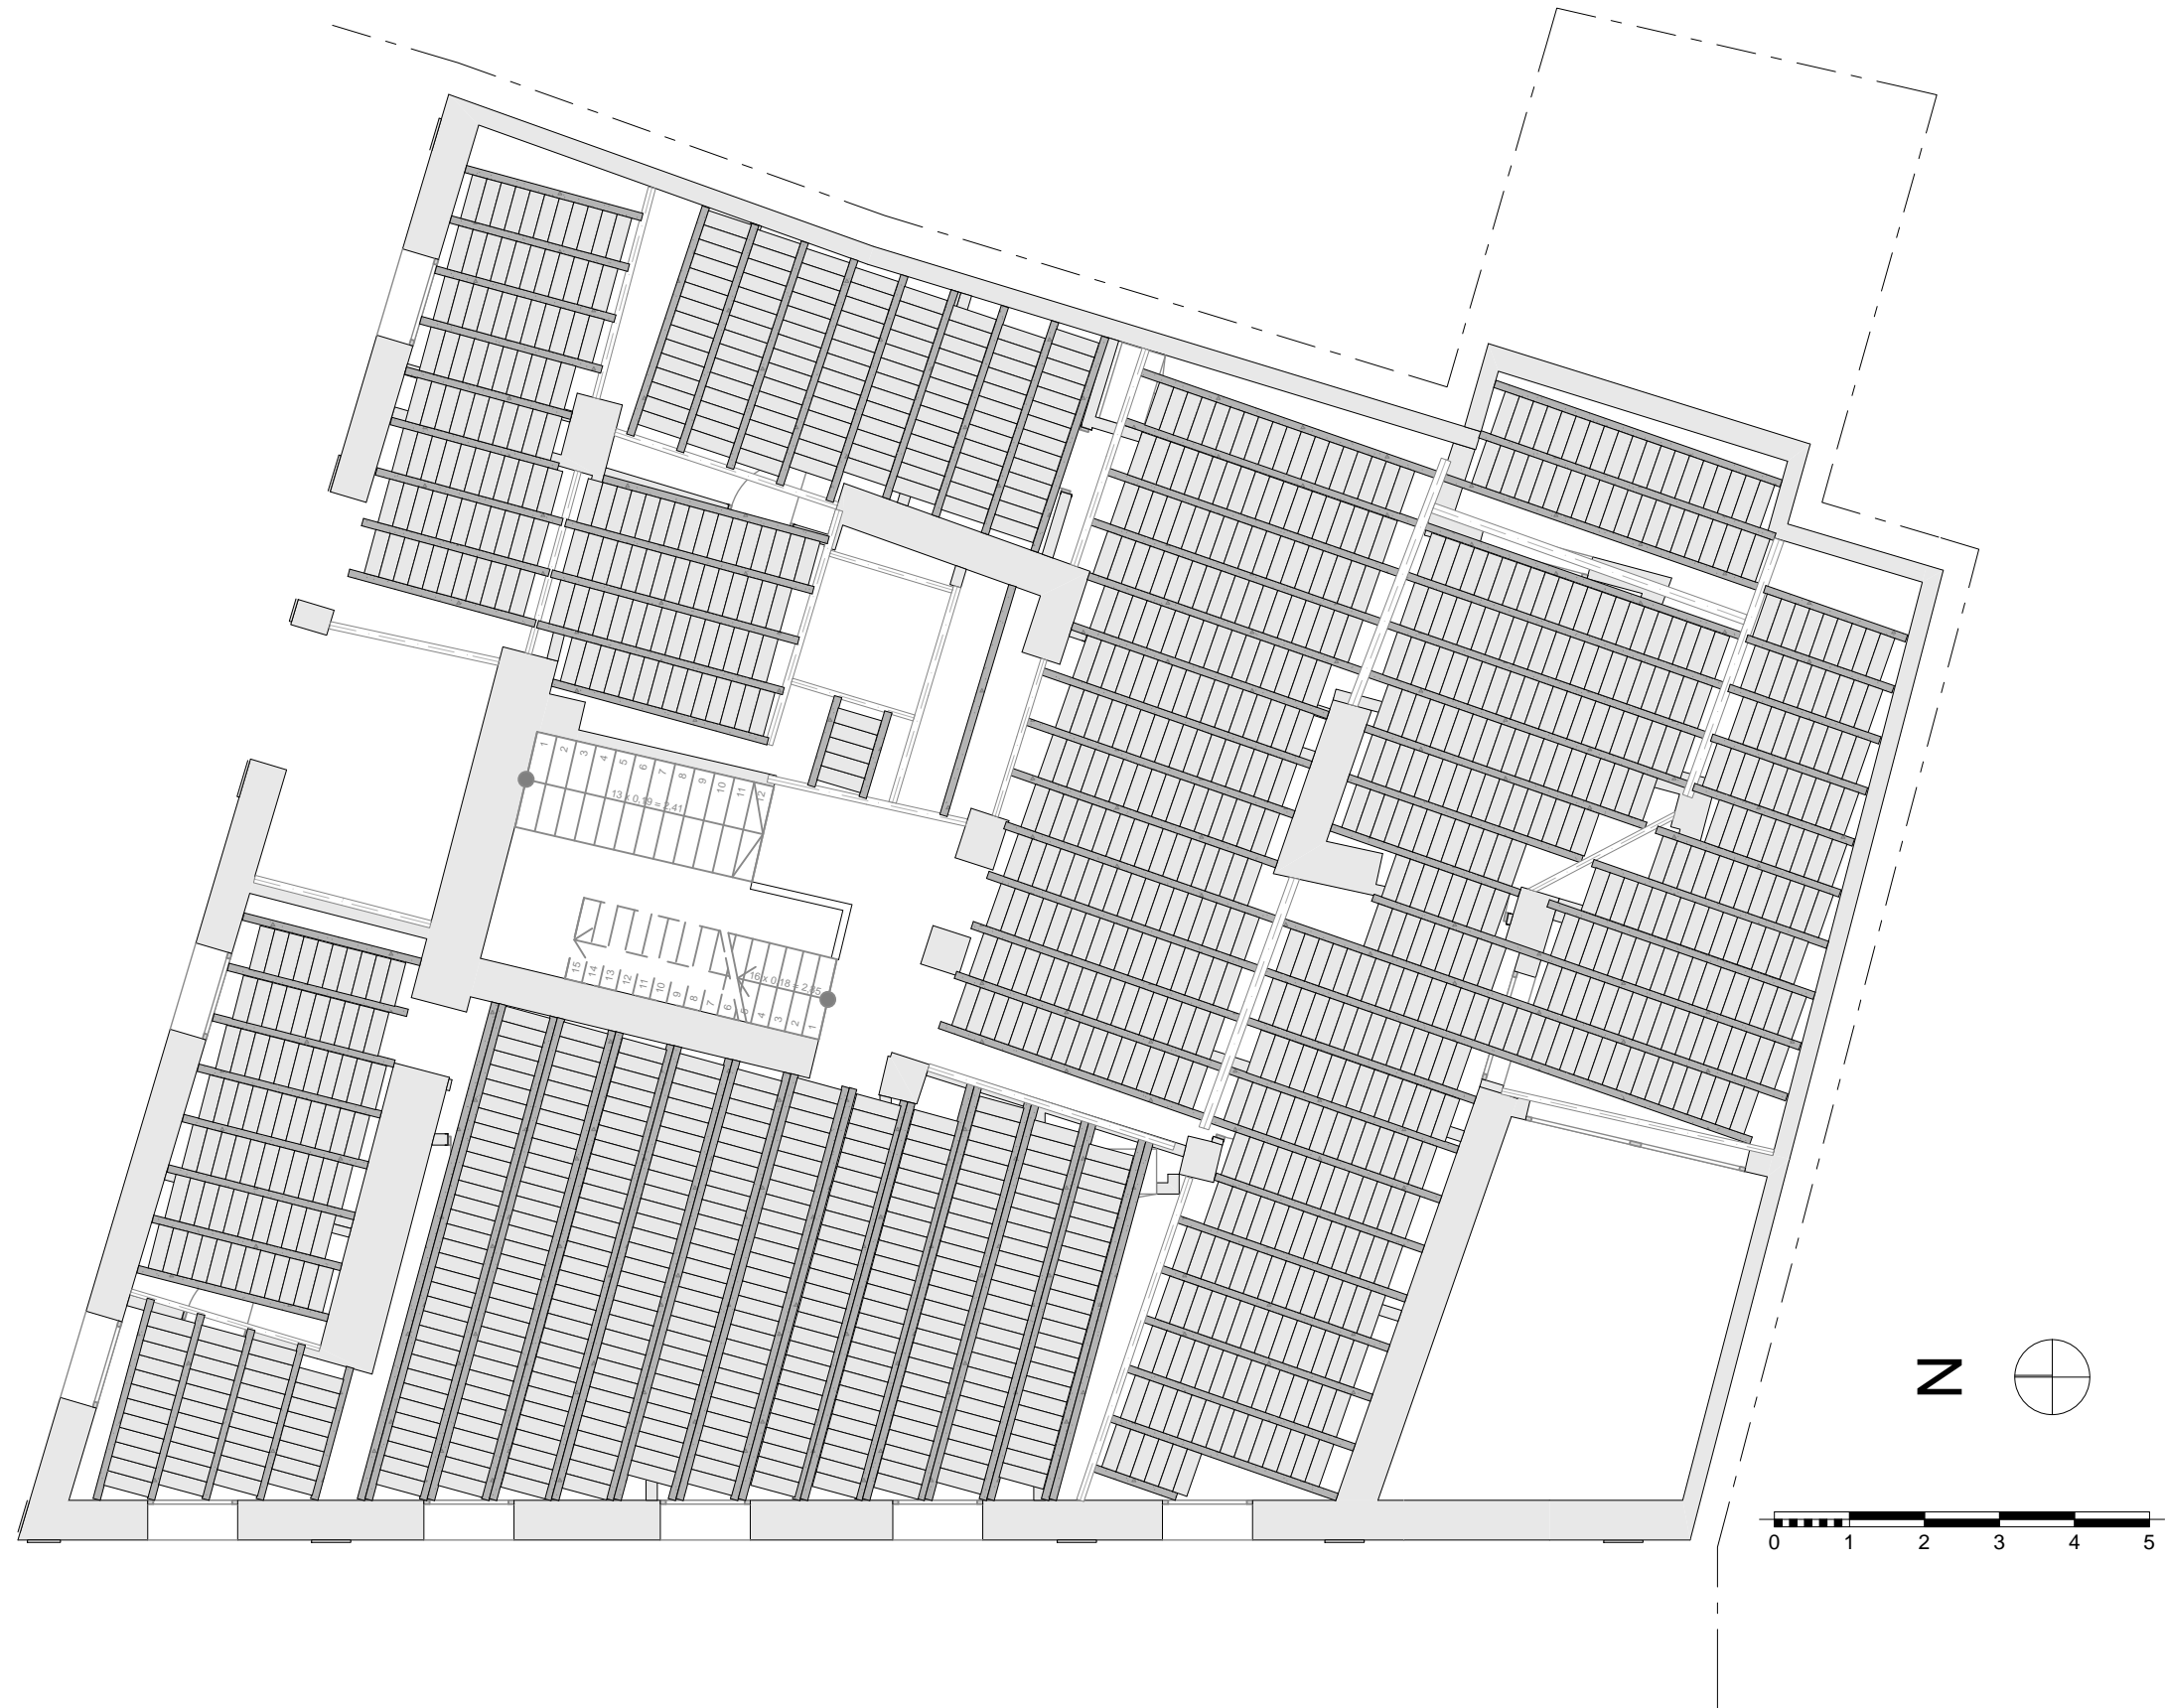 1 2 3 4 5 6 7 8 9 10 11 12
13 x 0,19 = 2,41
16 x 0,18 = 2,85
15 14 13 12 11 10 9 8 7 6 5 4 3 2 1
N
0 1 2 3 4 5